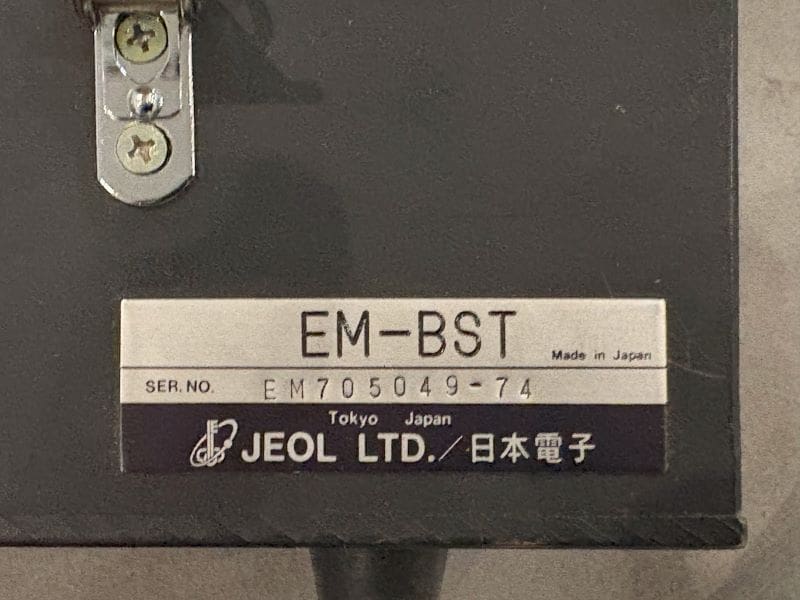 EM-BST
Made in Japan
SER. NO. EM705049-74
Tokyo Japan
JEOL LTD./日本電子